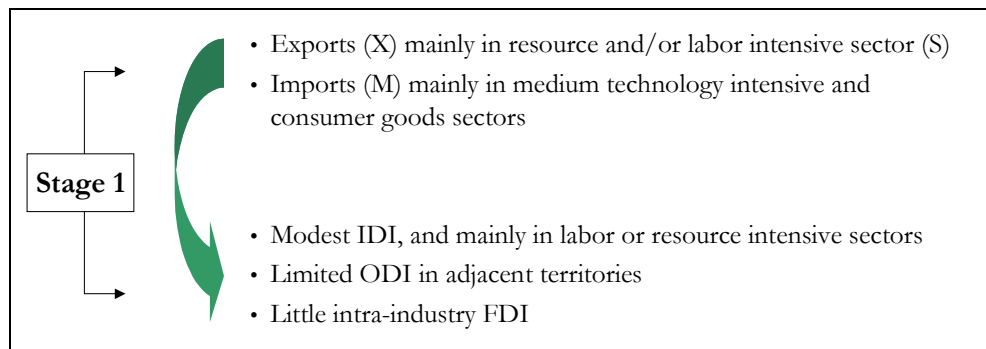 • Exports (X) mainly in resource and/or labor intensive sector (S)
• Imports (M) mainly in medium technology intensive and
consumer goods sectors
Stage 1
• Modest IDI, and mainly in labor or resource intensive sectors
• Limited ODI in adjacent territories
• Little intra-industry FDI